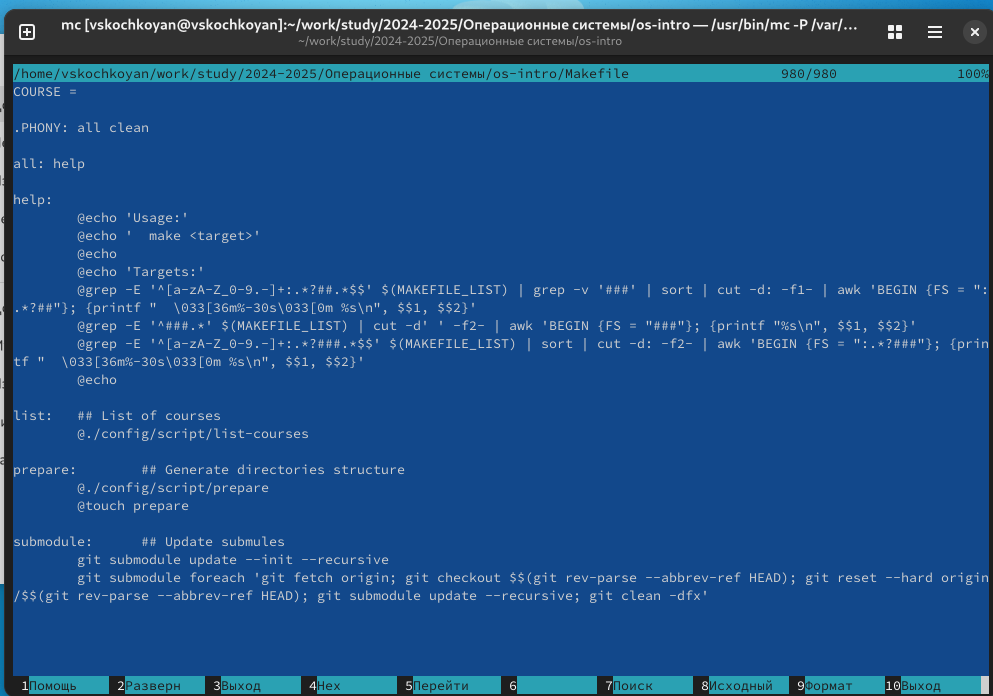 mc [vskochkoyan@vskochkoyan]:~/work/study/2024-2025/Операционные системы/os-intro — /usr/bin/mc -P /var/…
~/work/study/2024-2025/Операционные системы/os-intro
/home/vskochkoyan/work/study/2024-2025/Операционные системы/os-intro/Makefile 980/980 100%
COURSE =
.PHONY: all clean
all: help
help:
@echo 'Usage:'
@echo '  make <target>'
@echo
@echo 'Targets:'
@grep -E '^[a-zA-Z_0-9.-]+:.*?##.*$$' $(MAKEFILE_LIST) | grep -v '###' | sort | cut -d: -f1- | awk 'BEGIN {FS = ":
.*?##"}; {printf "  \033[36m%-30s\033[0m %s\n", $$1, $$2}'
@grep -E '^###.*' $(MAKEFILE_LIST) | cut -d' ' -f2- | awk 'BEGIN {FS = "###"}; {printf "%s\n", $$1, $$2}'
@grep -E '^[a-zA-Z_0-9.-]+:.*?###.*$$' $(MAKEFILE_LIST) | sort | cut -d: -f2- | awk 'BEGIN {FS = ":.*?###"}; {prin
tf "  \033[36m%-30s\033[0m %s\n", $$1, $$2}'
@echo
list:   ## List of courses
@./config/script/list-courses
prepare:        ## Generate directories structure
@./config/script/prepare
@touch prepare
submodule:      ## Update submules
git submodule update --init --recursive
git submodule foreach 'git fetch origin; git checkout $$(git rev-parse --abbrev-ref HEAD); git reset --hard origin
/$$(git rev-parse --abbrev-ref HEAD); git submodule update --recursive; git clean -dfx'
1Помощь 2Разверн 3Выход 4Hex 5Перейти 6 7Поиск 8Исходный 9Формат 10Выход